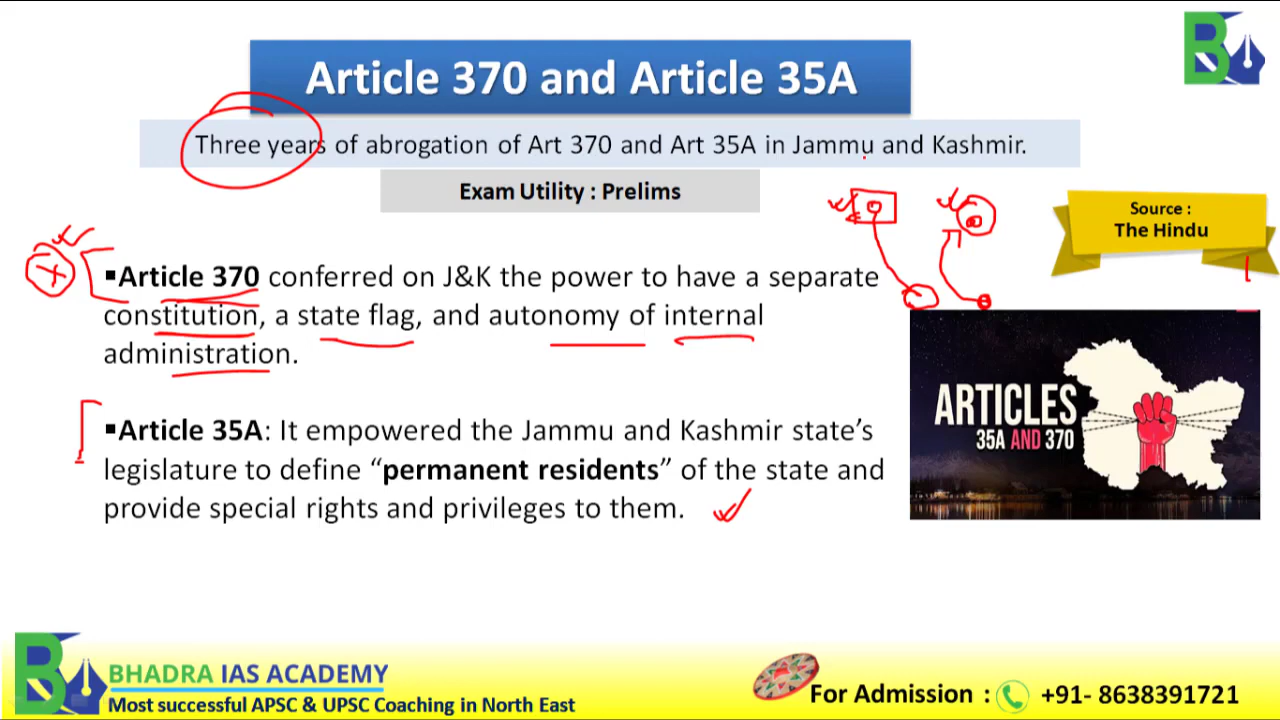 Article 370 and Article 35A
Three years of abrogation of Art 370 and Art 35A in Jammu and Kashmir.
Exam Utility : Prelims
Source :
The Hindu
▪Article 370 conferred on J&K the power to have a separate
constitution, a state flag, and autonomy of internal
administration.
▪Article 35A: It empowered the Jammu and Kashmir state’s
legislature to define “permanent residents” of the state and
provide special rights and privileges to them.
ARTICLES
35A AND 370
BHADRA IAS ACADEMY
Most successful APSC & UPSC Coaching in North East
For Admission : +91- 8638391721